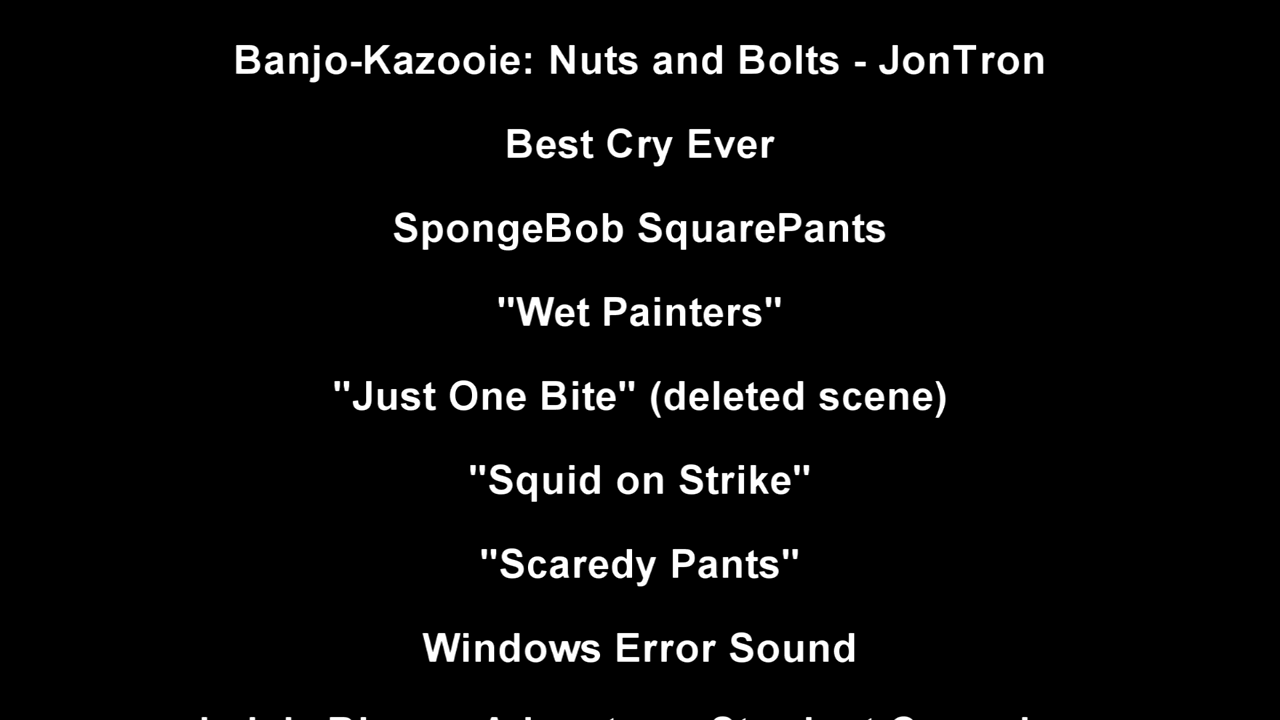 Banjo-Kazooie: Nuts and Bolts - JonTron
Best Cry Ever
SpongeBob SquarePants
"Wet Painters"
"Just One Bite" (deleted scene)
"Squid on Strike"
"Scaredy Pants"
Windows Error Sound